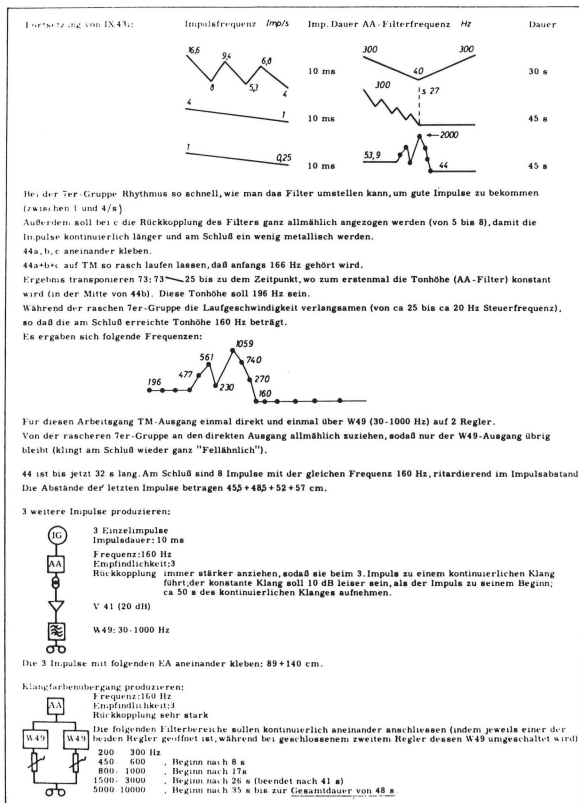 Fortsetzung von IX 43i:
Impulsfrequenz Imp/s Imp. Dauer AA-Filterfrequenz Hz Dauer
16,6 9,4 6,8 8 5,3 4 10 ms 300 40 300 30 s
s 27
4 1 10 ms 300 45 s
2000
1 0,25 10 ms 53,9 44 45 s
Bei der 7er-Gruppe Rhythmus so schnell, wie man das Filter umstellen kann, um gute Impulse zu bekommen
(zwischen 1 und 4/s)
Außerdem soll bei c die Rückkopplung des Filters ganz allmählich angezogen werden (von 5 bis 8), damit die
Impulse kontinuierlich länger und am Schluß ein wenig metallisch werden.
44a, b, c aneinander kleben.
44a+b+c auf TM so rasch laufen lassen, daß anfangs 166 Hz gehört wird.
Ergebnis transponieren 73:73 25 bis zu dem Zeitpunkt, wo zum erstenmal die Tonhöhe (AA-Filter) konstant
wird (in der Mitte von 44b). Diese Tonhöhe soll 196 Hz sein.
Während der raschen 7er-Gruppe die Laufgeschwindigkeit verlangsamen (von ca 25 bis ca 20 Hz Steuerfrequenz),
so daß die am Schluß erreichte Tonhöhe 160 Hz beträgt.
Es ergaben sich folgende Frequenzen:
1059
561 740
477
196 230 270
160
Fur diesen Arbeitsgang TM-Ausgang einmal direkt und einmal über W49 (30-1000 Hz) auf 2 Regler.
Von der rascheren 7er-Gruppe an den direkten Ausgang allmählich zuziehen, sodaß nur der W49-Ausgang übrig
bleibt (klingt am Schluß wieder ganz "Fellähnlich").
44 ist bis jetzt 32 s lang. Am Schluß sind 8 Impulse mit der gleichen Frequenz 160 Hz, ritardierend im Impulsabstand
Die Abstände der letzten Impulse betragen 45,5 + 48,5 + 52 + 57 cm.
3 weitere Impulse produzieren:
IG 3 Einzelimpulse
Impulsdauer: 10 ms
AA Frequenz: 160 Hz
Empfindlichkeit: 3
Rückkopplung immer stärker anziehen, sodaß sie beim 3. Impuls zu einem kontinuierlichen Klang
führt; der konstante Klang soll 10 dB leiser sein, als der Impuls zu seinem Beginn;
ca 50 s des kontinuierlichen Klanges aufnehmen.
V 41 (20 dB)
W49: 30-1000 Hz
Die 3 Impulse mit folgenden EA aneinander kleben: 89 + 140 cm.
Klangfarbenübergang produzieren:
AA Frequenz: 160 Hz
Empfindlichkeit: 3
Rückkopplung sehr stark
W49 W49 Die folgenden Filterbereiche sollen kontinuierlich aneinander anschliessen (indem jeweils einer der
beiden Regler geöffnet ist, während bei geschlossenem zweitem Regler dessen W49 umgeschaltet wird)
200 300 Hz
450 600 , Beginn nach 8 s
800- 1000 , Beginn nach 17s
1500- 3000 , Beginn nach 26 s (beendet nach 41 s)
5000 10000 , Beginn nach 35 s bis zur Gesamtdauer von 48 s